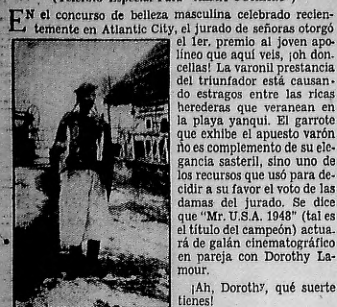 EN el concurso de belleza masculina celebrado recien-
temente en Atlantic City, el jurado de señoras otorgó
el 1er. premio al joven apo-
líneo que aquí veis, ¡oh don-
cellas! La varonil prestancia
del triunfador está causan-
do estragos entre las ricas
herederas que veranean en
la playa yanqui. El garrote
que exhibe el apuesto varón
no es complemento de su ele-
gancia sasteril, sino uno de
los recursos que usó para de-
cidir a su favor el voto de las
damas del jurado. Se dice
que "Mr. U.S.A. 1948" (tal es
el título del campeón) actua-
rá de galán cinematográfico
en pareja con Dorothy La-
mour.
¡Ah, Dorothy, qué suerte
tienes!